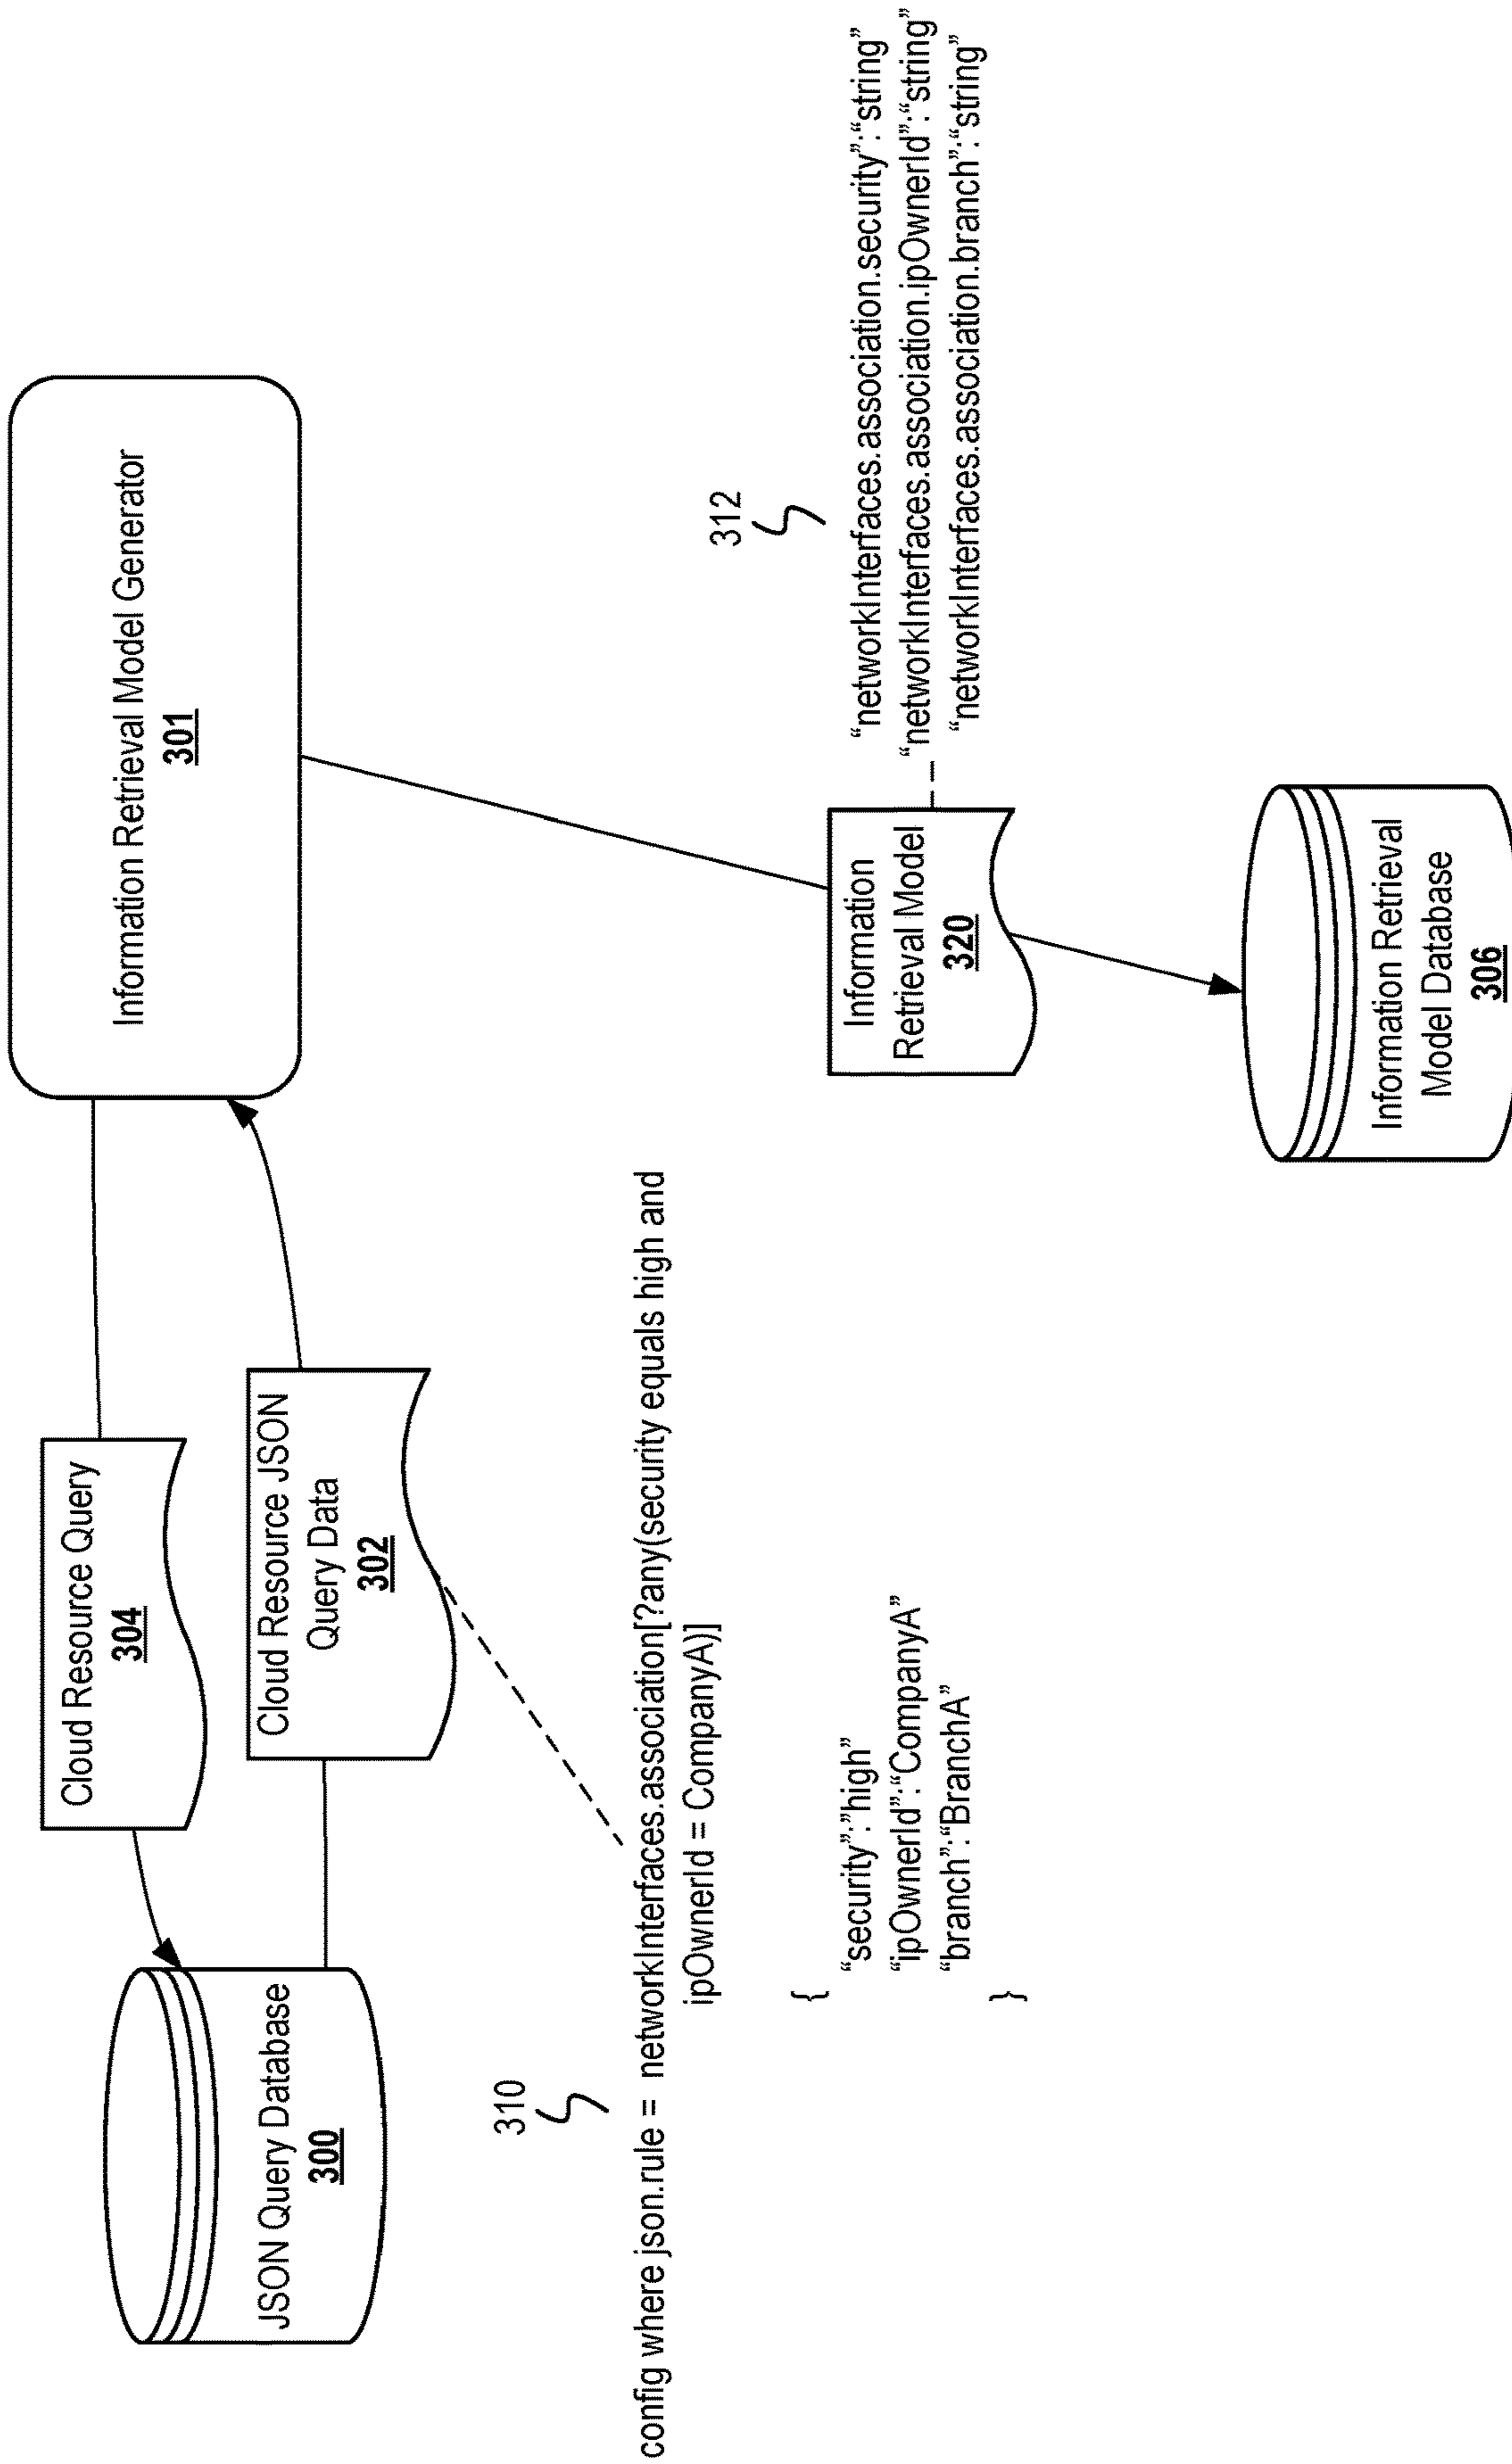 Cloud Resource Query
304
Information Retrieval Model Generator
301
JSON Query Database
300
Cloud Resource JSON
Query Data
302
310
config where json.rule = networkInterfaces.association[?any(security equals high and
ipOwnerId = CompanyA)]
{
“security”:”high”
“ipOwnerId”:“CompanyA”
“branch”:“BranchA”
}
312
“networkInterfaces.association.security”:“string”
“networkInterfaces.association.ipOwnerId”:“string”
“networkInterfaces.association.branch”:“string”
Information
Retrieval Model
320
Information Retrieval
Model Database
306